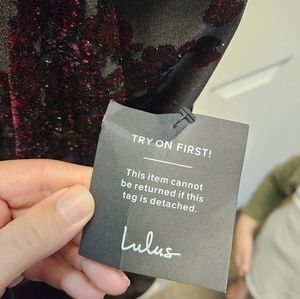 TRY ON FIRST!
This item cannot
be returned if this
tag is detached.
Lulus